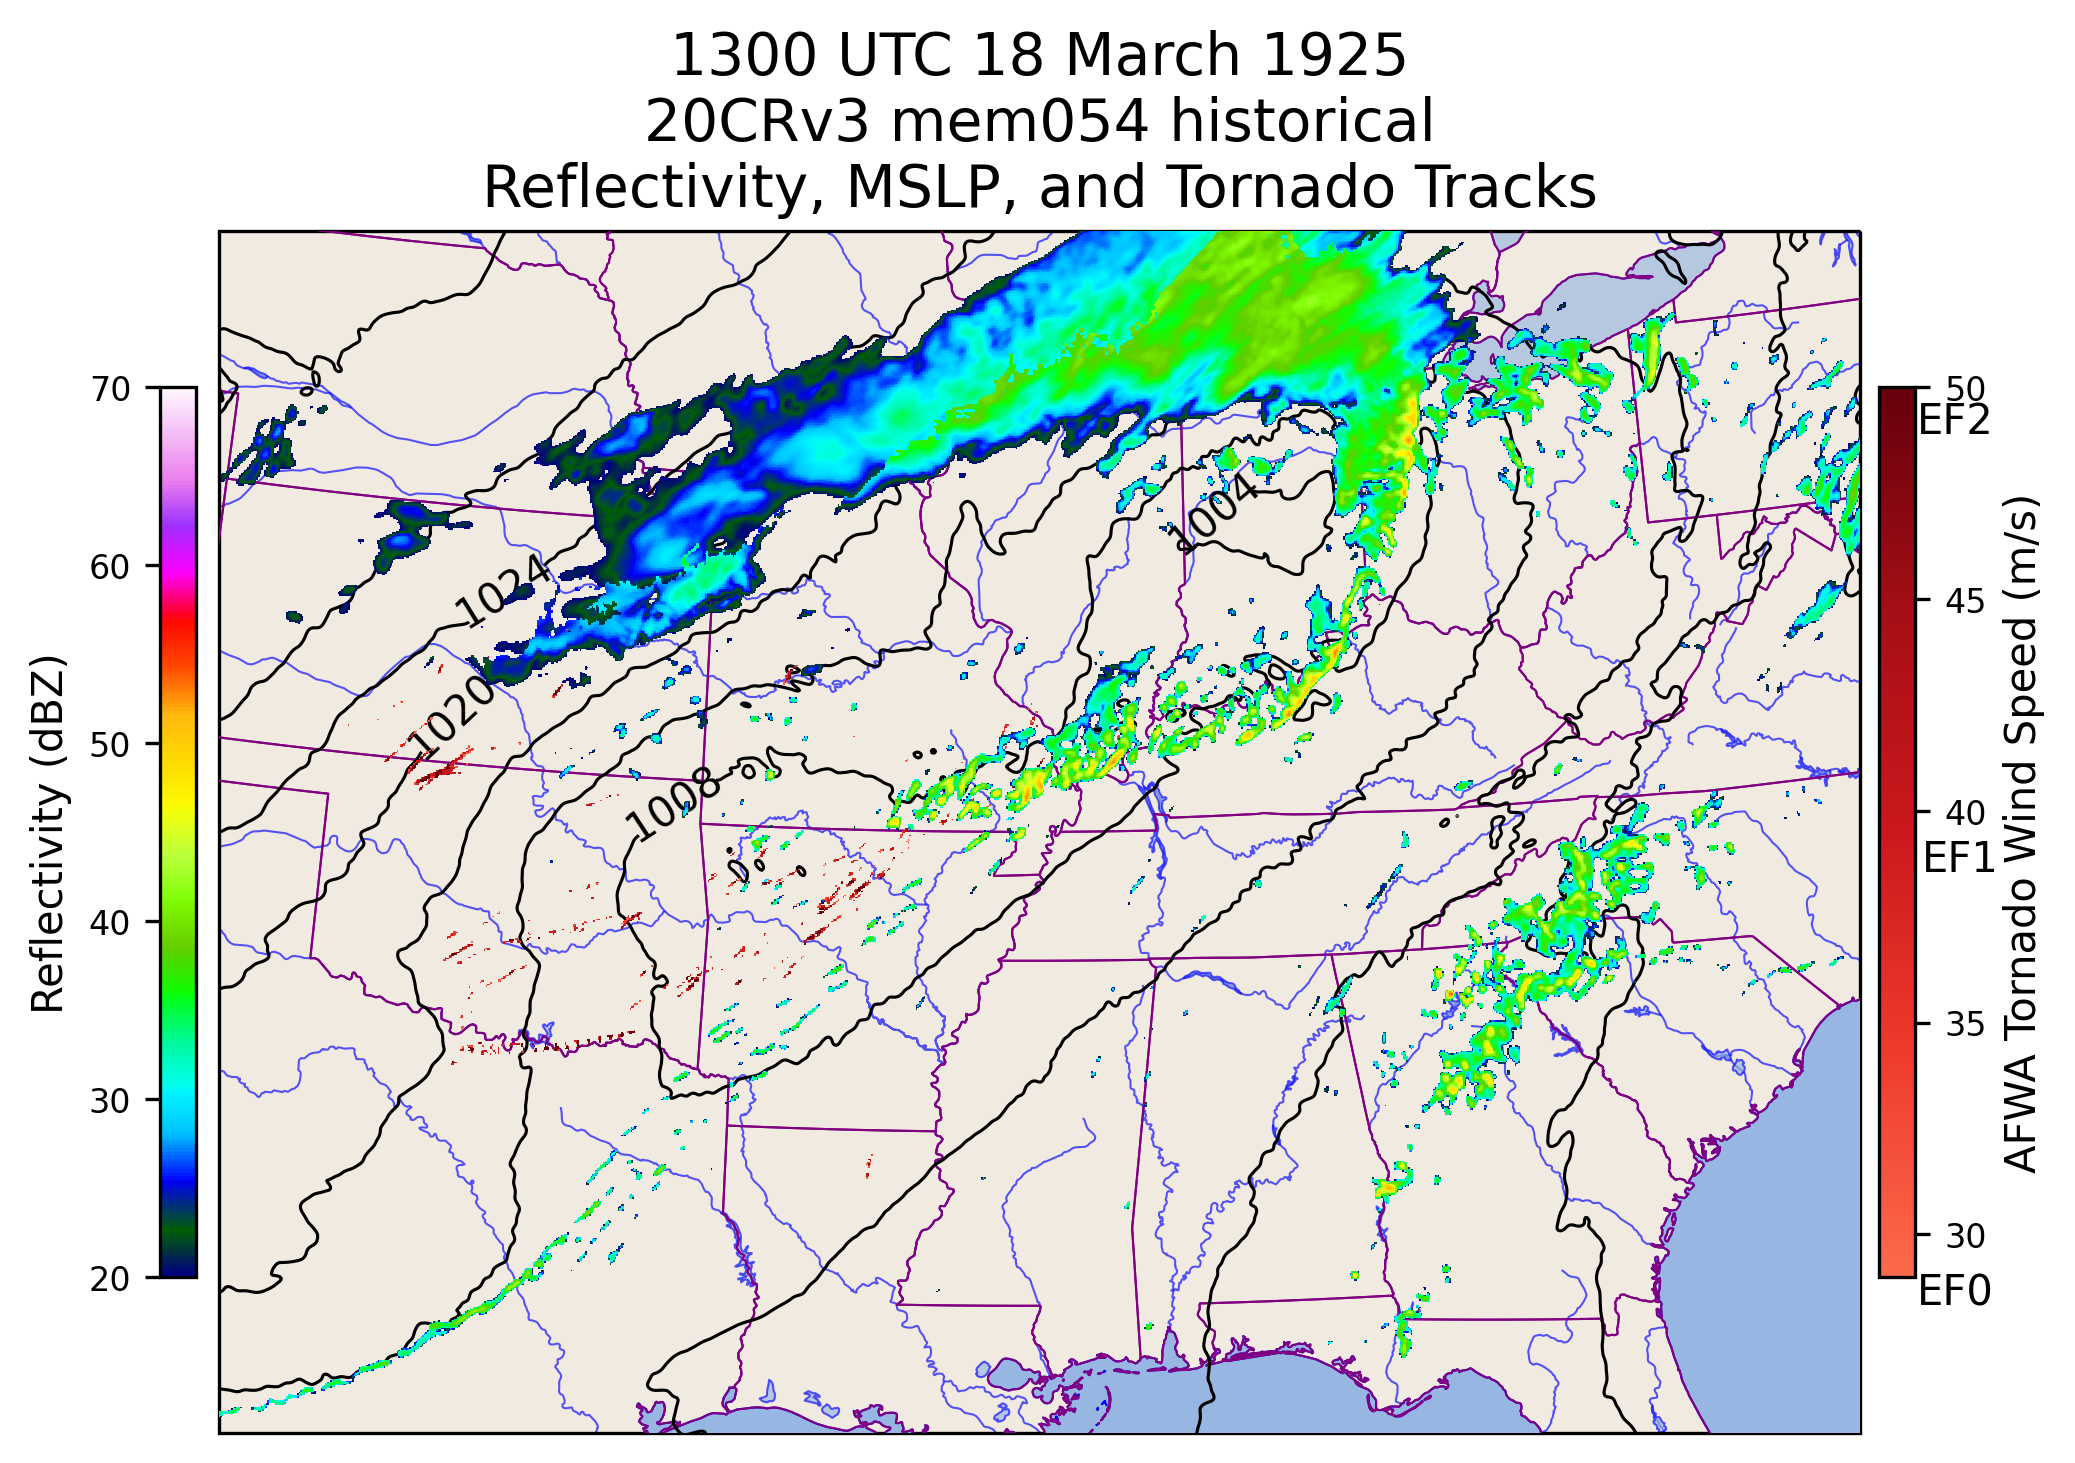 1300 UTC 18 March 1925
20CRv3 mem054 historical
Reflectivity, MSLP, and Tornado Tracks
70
60
50
40
30
20
Reflectivity (dBZ)
1024
1020
1008
1004
50
EF2
45
40
EF1
35
30
EF0
AFWA Tornado Wind Speed (m/s)